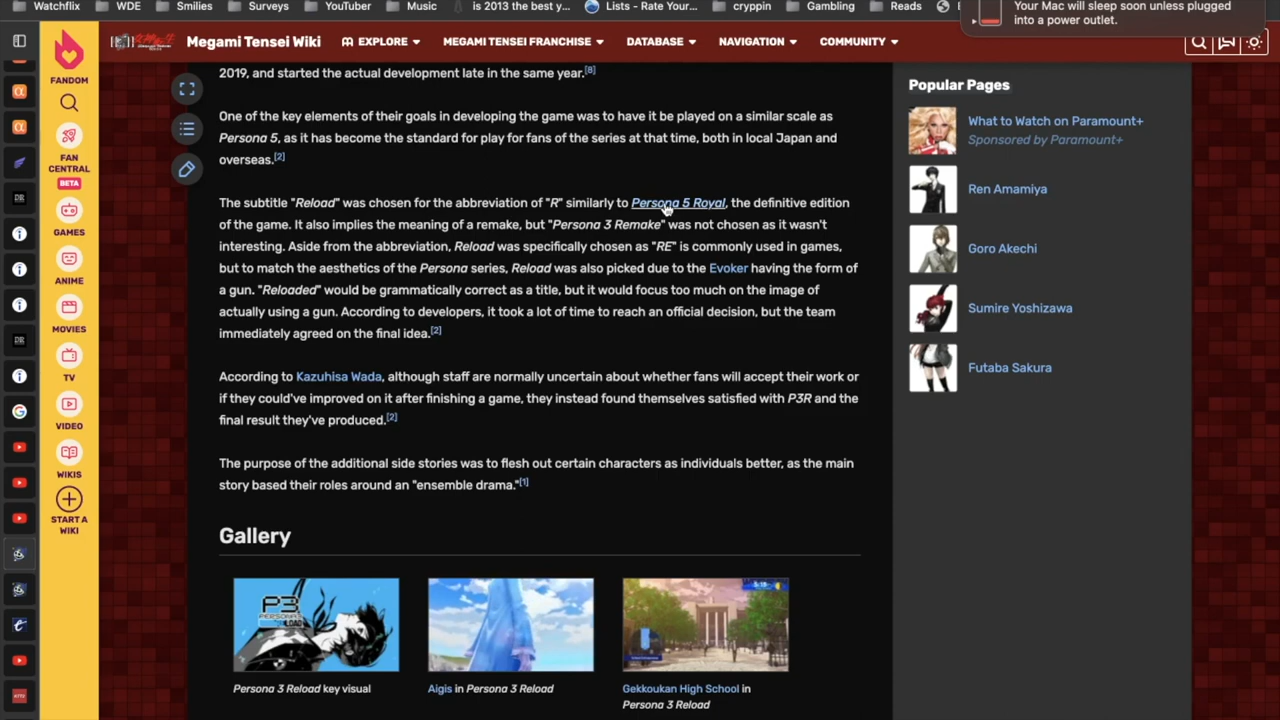 Watchflix WDE Smilies Surveys YouTuber Music is 2013 the best y... Lists - Rate Your... cryppin Gambling Reads
Your Mac will sleep soon unless plugged
into a power outlet.
FANDOM
FAN
CENTRAL
BETA
GAMES
ANIME
MOVIES
TV
VIDEO
WIKIS
START A
WIKI
Megami Tensei Wiki EXPLORE MEGAMI TENSEI FRANCHISE DATABASE NAVIGATION COMMUNITY
2019, and started the actual development late in the same year.[8]
One of the key elements of their goals in developing the game was to have it be played on a similar scale as
Persona 5, as it has become the standard for play for fans of the series at that time, both in local Japan and
overseas.[2]
The subtitle "Reload" was chosen for the abbreviation of "R" similarly to Persona 5 Royal, the definitive edition
of the game. It also implies the meaning of a remake, but "Persona 3 Remake" was not chosen as it wasn't
interesting. Aside from the abbreviation, Reload was specifically chosen as "RE" is commonly used in games,
but to match the aesthetics of the Persona series, Reload was also picked due to the Evoker having the form of
a gun. "Reloaded" would be grammatically correct as a title, but it would focus too much on the image of
actually using a gun. According to developers, it took a lot of time to reach an official decision, but the team
immediately agreed on the final idea.[2]
According to Kazuhisa Wada, although staff are normally uncertain about whether fans will accept their work or
if they could've improved on it after finishing a game, they instead found themselves satisfied with P3R and the
final result they've produced.[2]
The purpose of the additional side stories was to flesh out certain characters as individuals better, as the main
story based their roles around an "ensemble drama."[1]
Gallery
Persona 3 Reload key visual
Aigis in Persona 3 Reload
Gekkoukan High School in
Persona 3 Reload
Popular Pages
What to Watch on Paramount+
Sponsored by Paramount+
Ren Amamiya
Goro Akechi
Sumire Yoshizawa
Futaba Sakura